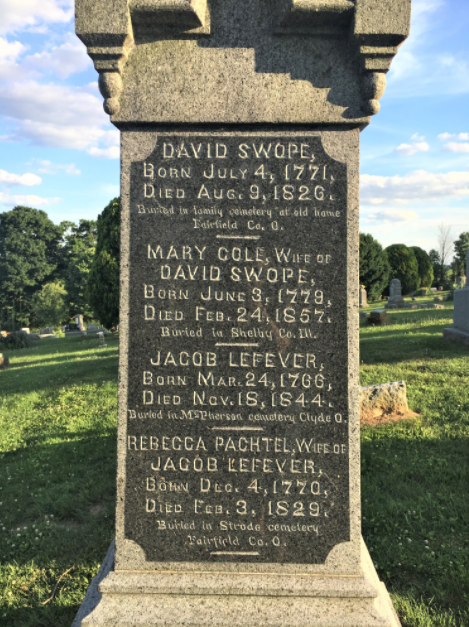 DAVID SWOPE,
BORN JULY 4, 1771,
DIED AUG. 9, 1826.
Buried in family cemetery at old home
Fairfield Co. O.
MARY COLE, WIFE OF
DAVID SWOPE,
BORN JUNE 3, 1779,
DIED FEB. 24, 1857.
Buried in Shelby Co. Ill.
JACOB LEFEVER,
BORN MAR. 24, 1766,
DIED NOV. 18, 1844.
Buried in McPherson cemetery Clyde O.
REBECCA PACHTEL, WIFE OF
JACOB LEFEVER,
BORN DEC. 4, 1770,
DIED FEB. 3, 1829.
Buried in Strode cemetery
Fairfield Co. O.